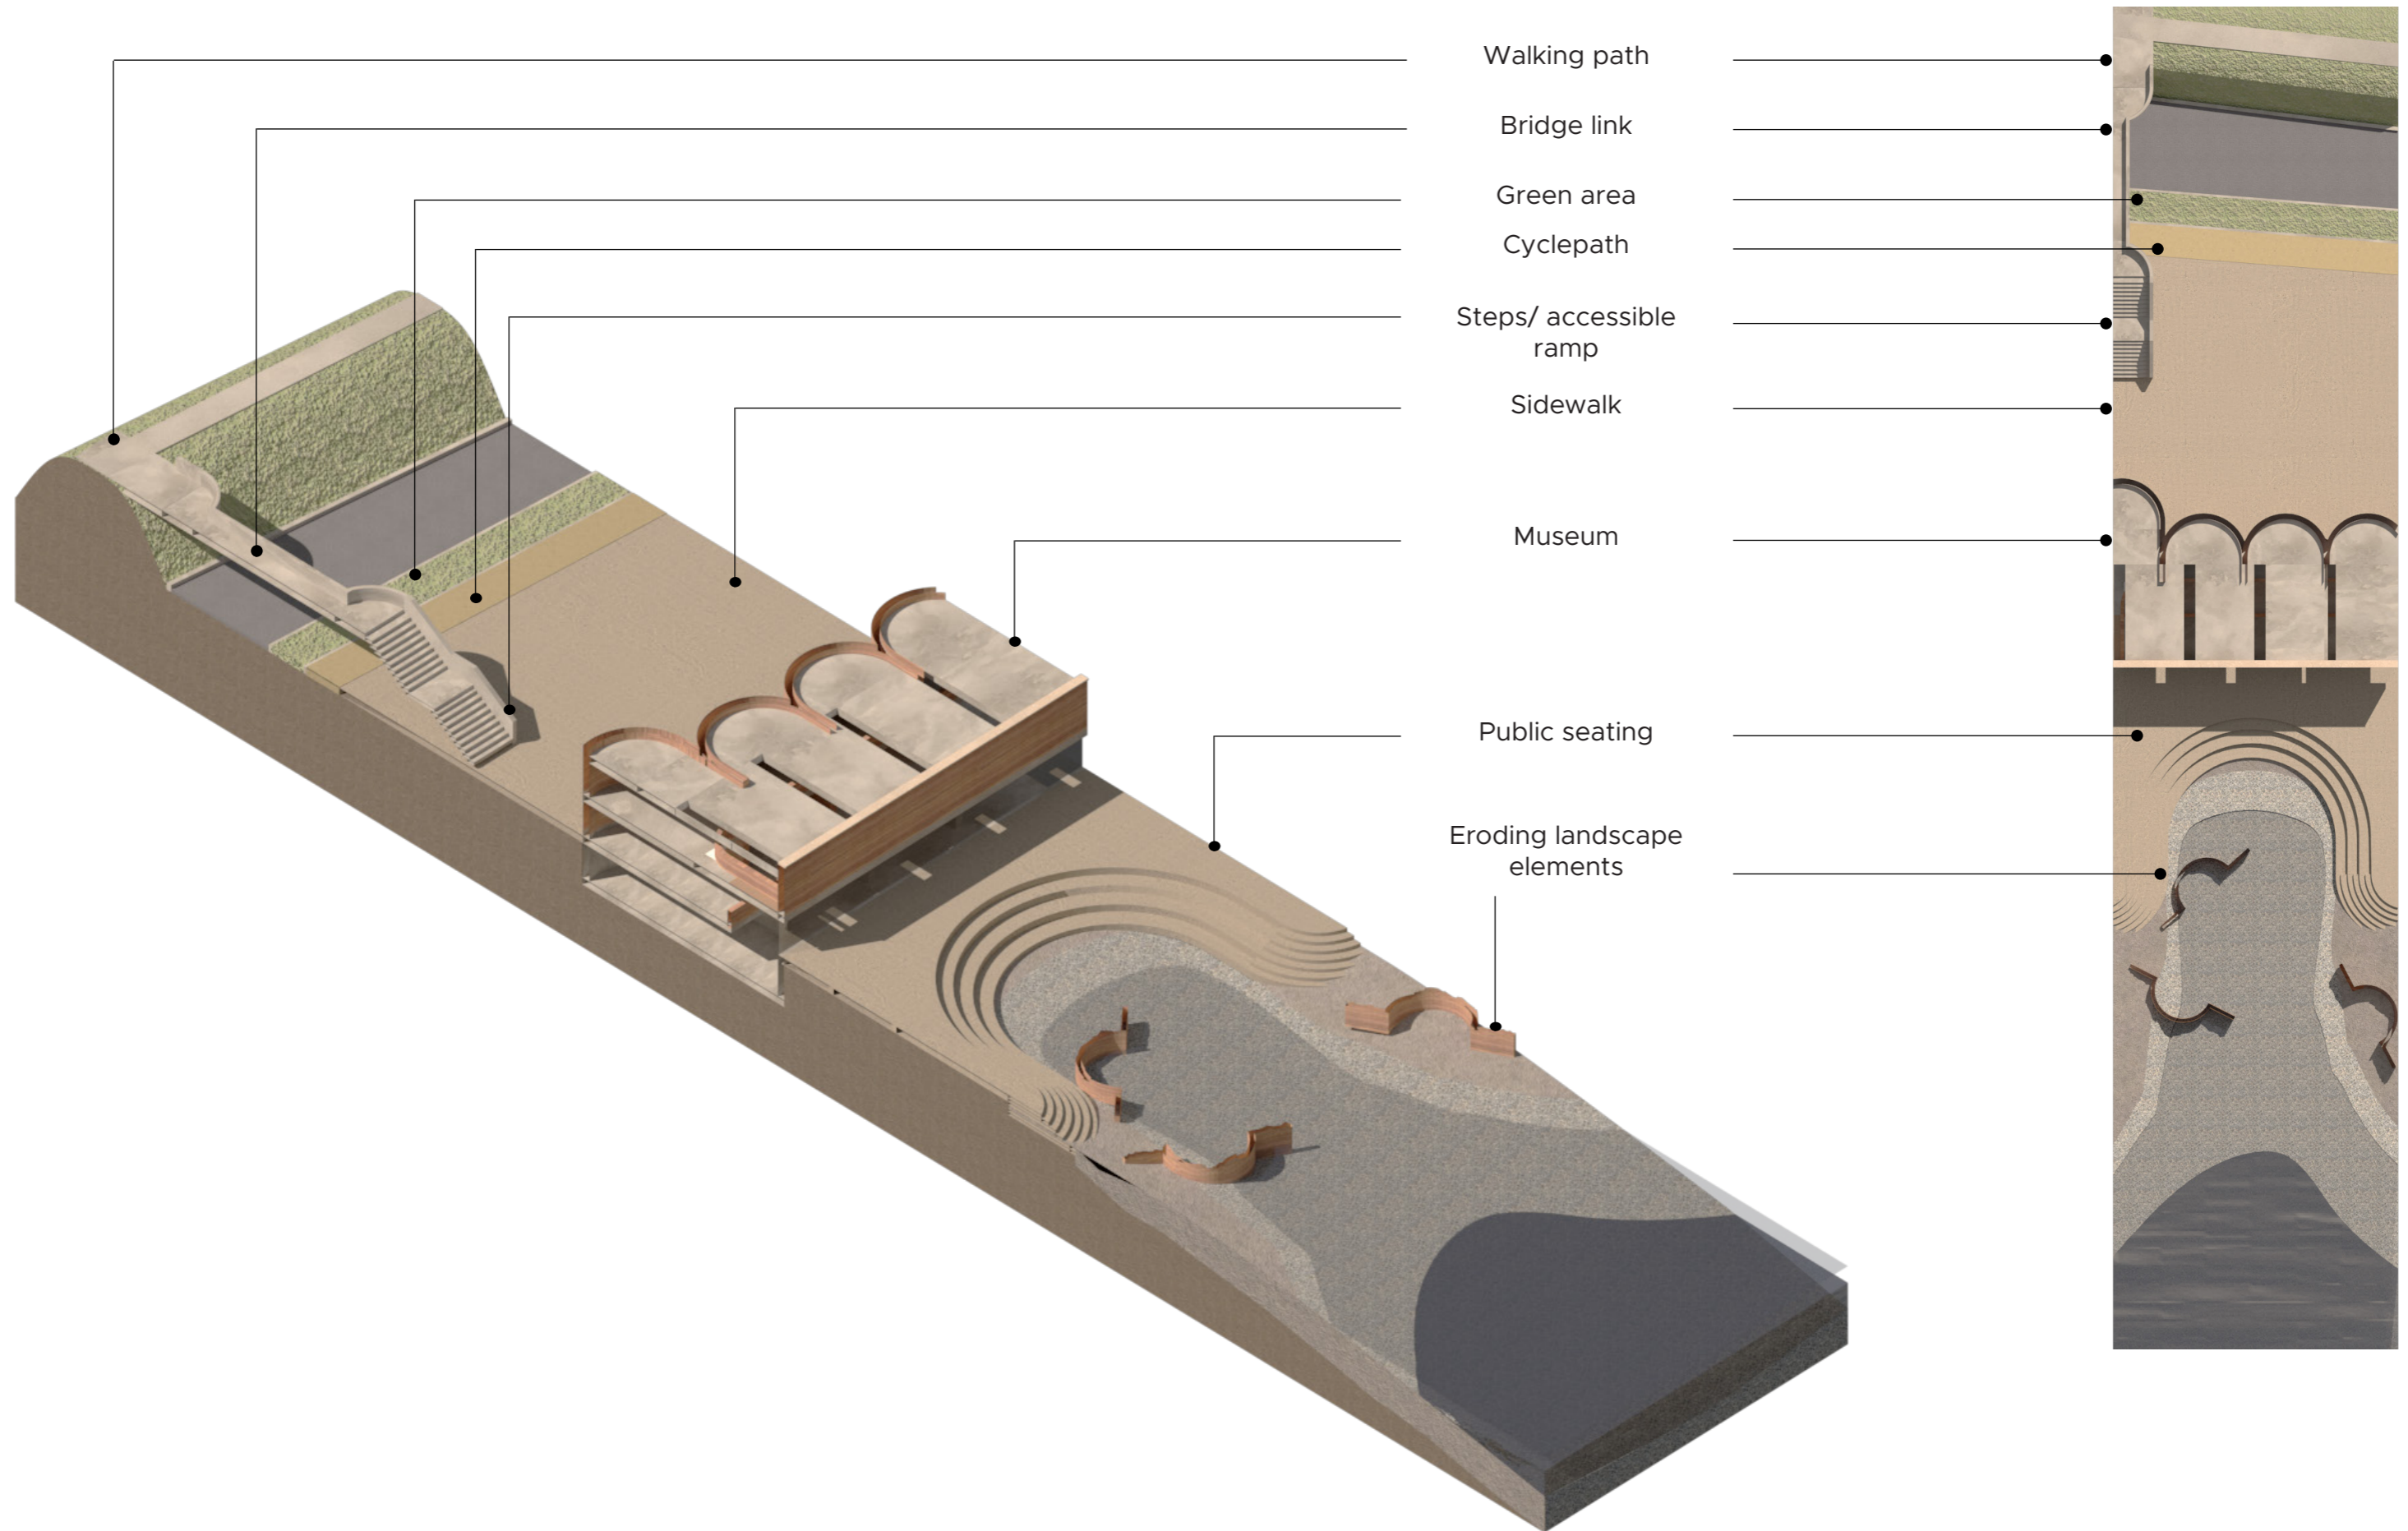 Walking path
Bridge link
Green area
Cyclepath
Steps/ accessible
ramp
Sidewalk
Museum
Public seating
Eroding landscape
elements